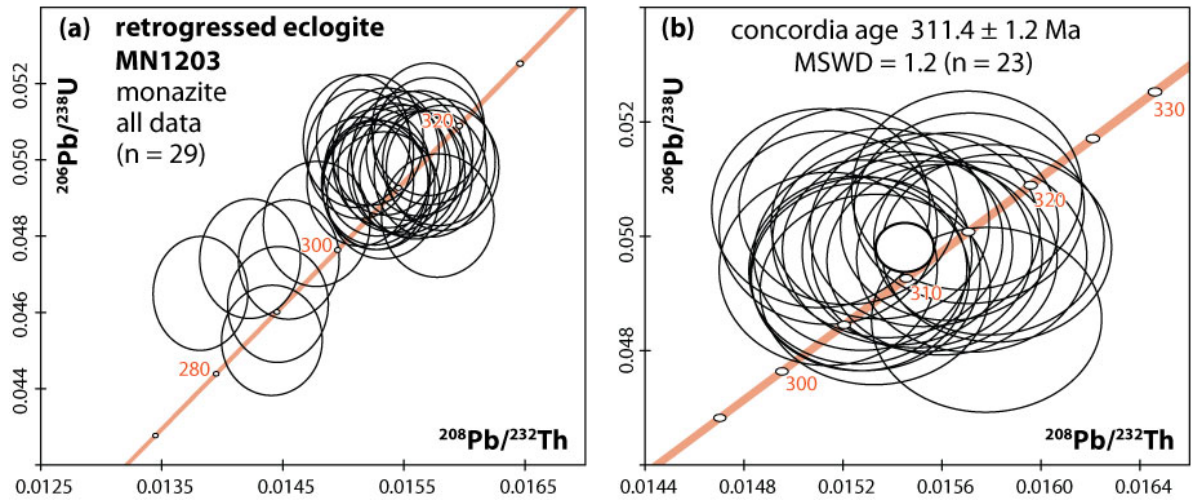 (a) retrogressed eclogite
MN1203
monazite
all data
(n = 29)
²⁰⁶Pb/²³⁸U
0.052
0.050
0.048
0.046
0.044
320
300
280
²⁰⁸Pb/²³²Th
0.0125 0.0135 0.0145 0.0155 0.0165
(b) concordia age 311.4 ± 1.2 Ma
MSWD = 1.2 (n = 23)
²⁰⁶Pb/²³⁸U
0.052
0.050
0.048
330
320
310
300
²⁰⁸Pb/²³²Th
0.0144 0.0148 0.0152 0.0156 0.0160 0.0164